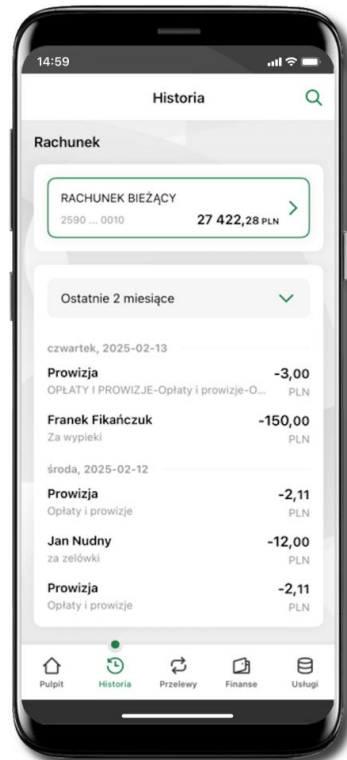 14:59
Historia
Rachunek
RACHUNEK BIEŻĄCY
2590 ... 0010 27 422,28 PLN
Ostatnie 2 miesiące
czwartek, 2025-02-13
Prowizja -3,00
OPŁATY I PROWIZJE-Opłaty i prowizje-O... PLN
Franek Fikańczuk -150,00
Za wypieki PLN
środa, 2025-02-12
Prowizja -2,11
Opłaty i prowizje PLN
Jan Nudny -12,00
za zelówki PLN
Prowizja -2,11
Opłaty i prowizje PLN
Pulpit Historia Przelewy Finanse Usługi